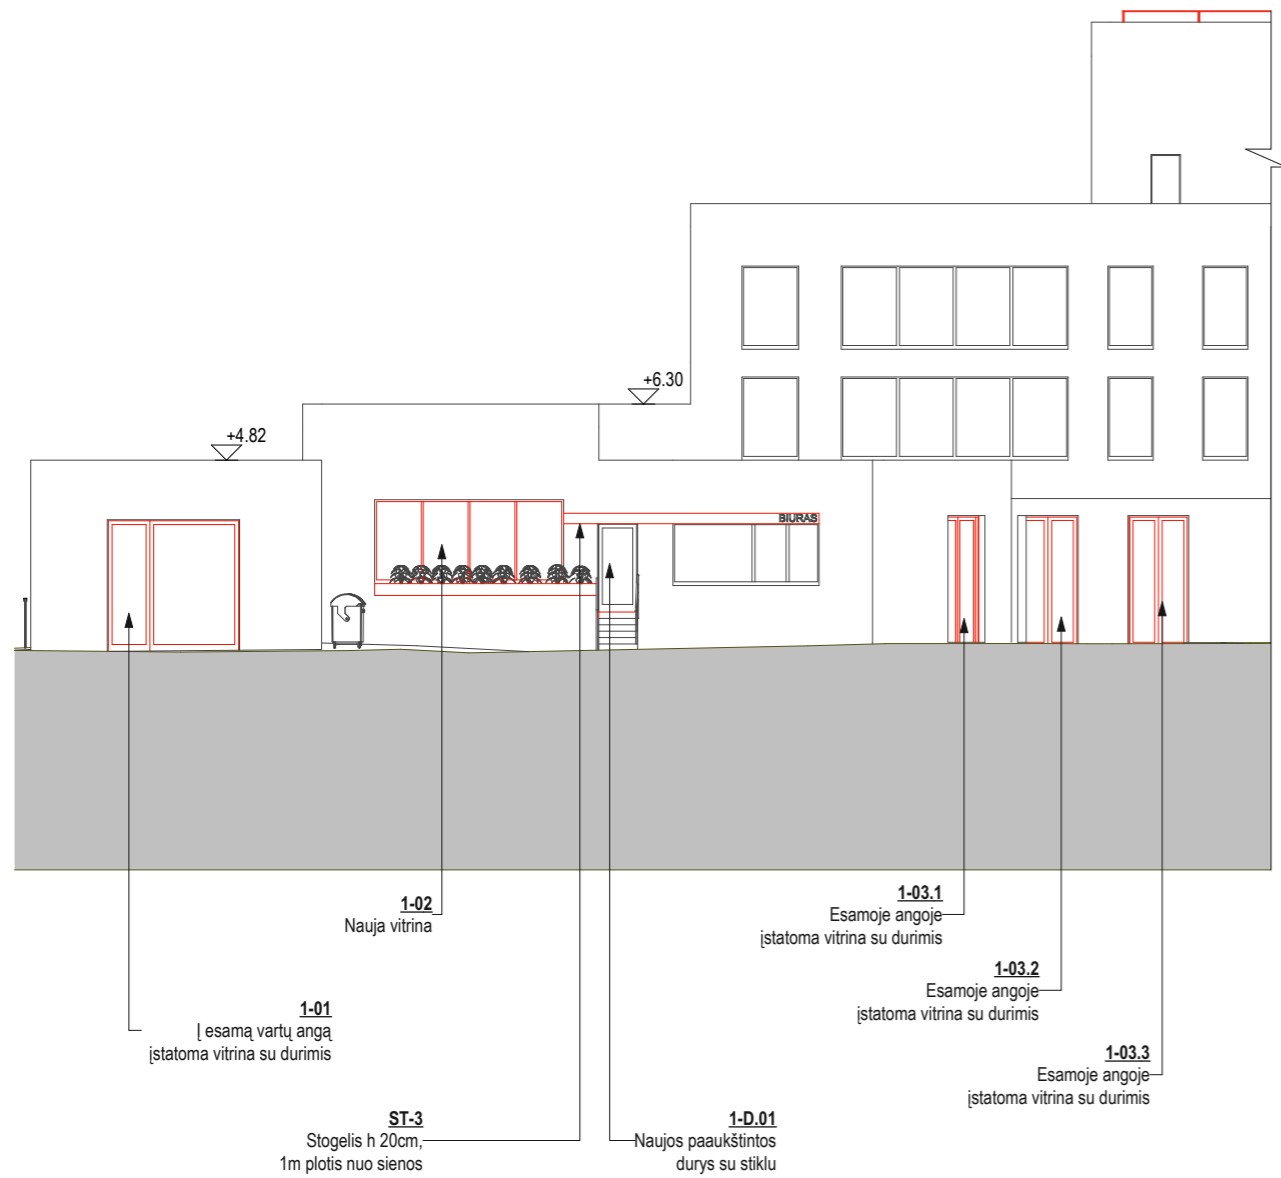 +6.30
+4.82
BIURAS
1-02
Nauja vitrina
1-03.1
Esamoje angoje
įstatoma vitrina su durimis
1-03.2
Esamoje angoje
įstatoma vitrina su durimis
1-01
Į esamą vartų angą
įstatoma vitrina su durimis
1-03.3
Esamoje angoje
įstatoma vitrina su durimis
ST-3
Stogelis h 20cm,
1m plotis nuo sienos
1-D.01
Naujos paaukštintos
durys su stiklu